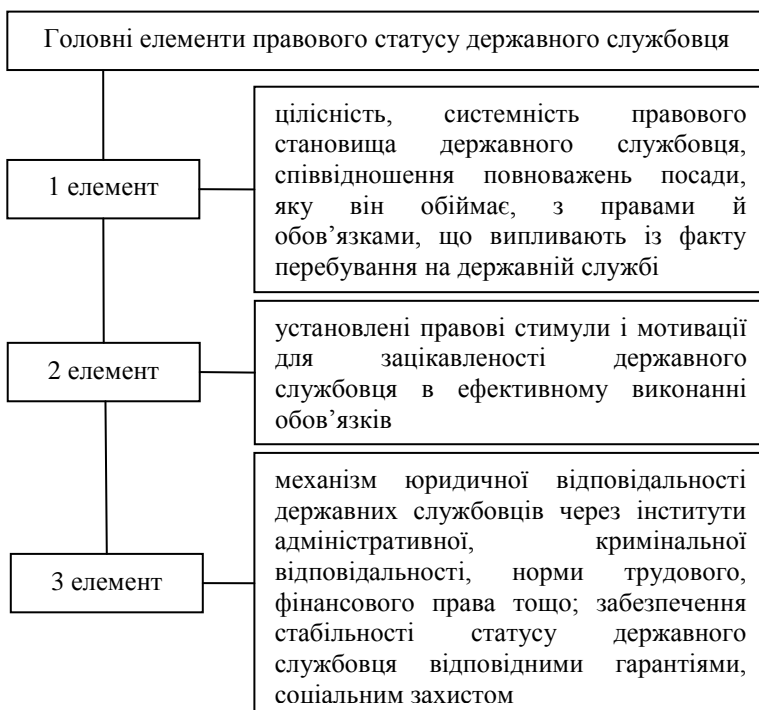 Головні елементи правового статусу державного службовця
1 елемент
цілісність, системність правового
становища державного службовця,
співвідношення повноважень посади,
яку він обіймає, з правами й
обов’язками, що випливають із факту
перебування на державній службі
2 елемент
установлені правові стимули і мотивації
для зацікавленості державного
службовця в ефективному виконанні
обов’язків
3 елемент
механізм юридичної відповідальності
державних службовців через інститути
адміністративної, кримінальної
відповідальності, норми трудового,
фінансового права тощо; забезпечення
стабільності статусу державного
службовця відповідними гарантіями,
соціальним захистом